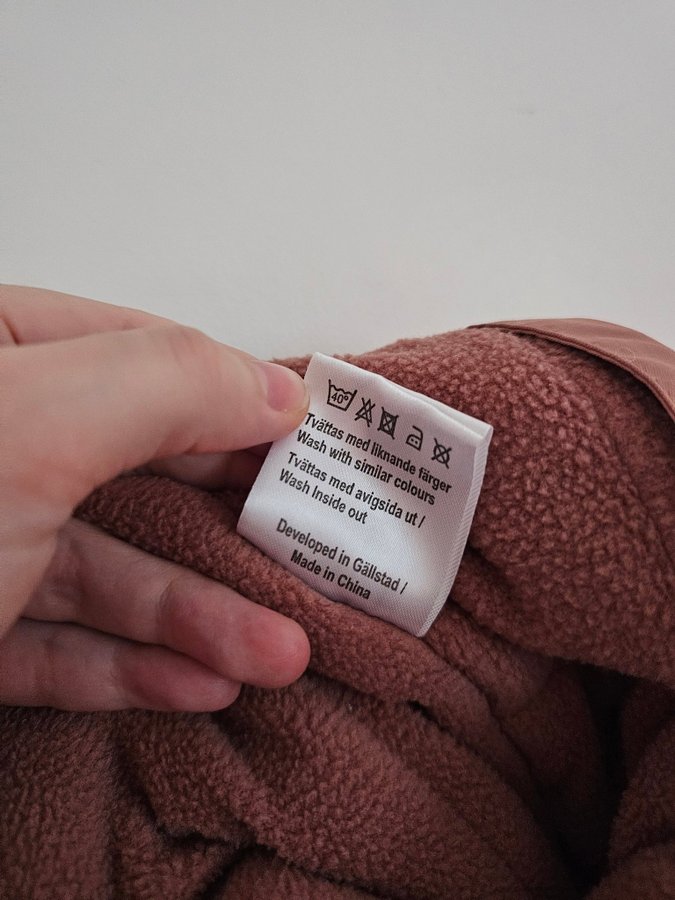 40°
Tvättas med liknande färger
Wash with similar colours
Tvättas med avigsida ut /
Wash Inside out
Developed in Gällstad /
Made in China